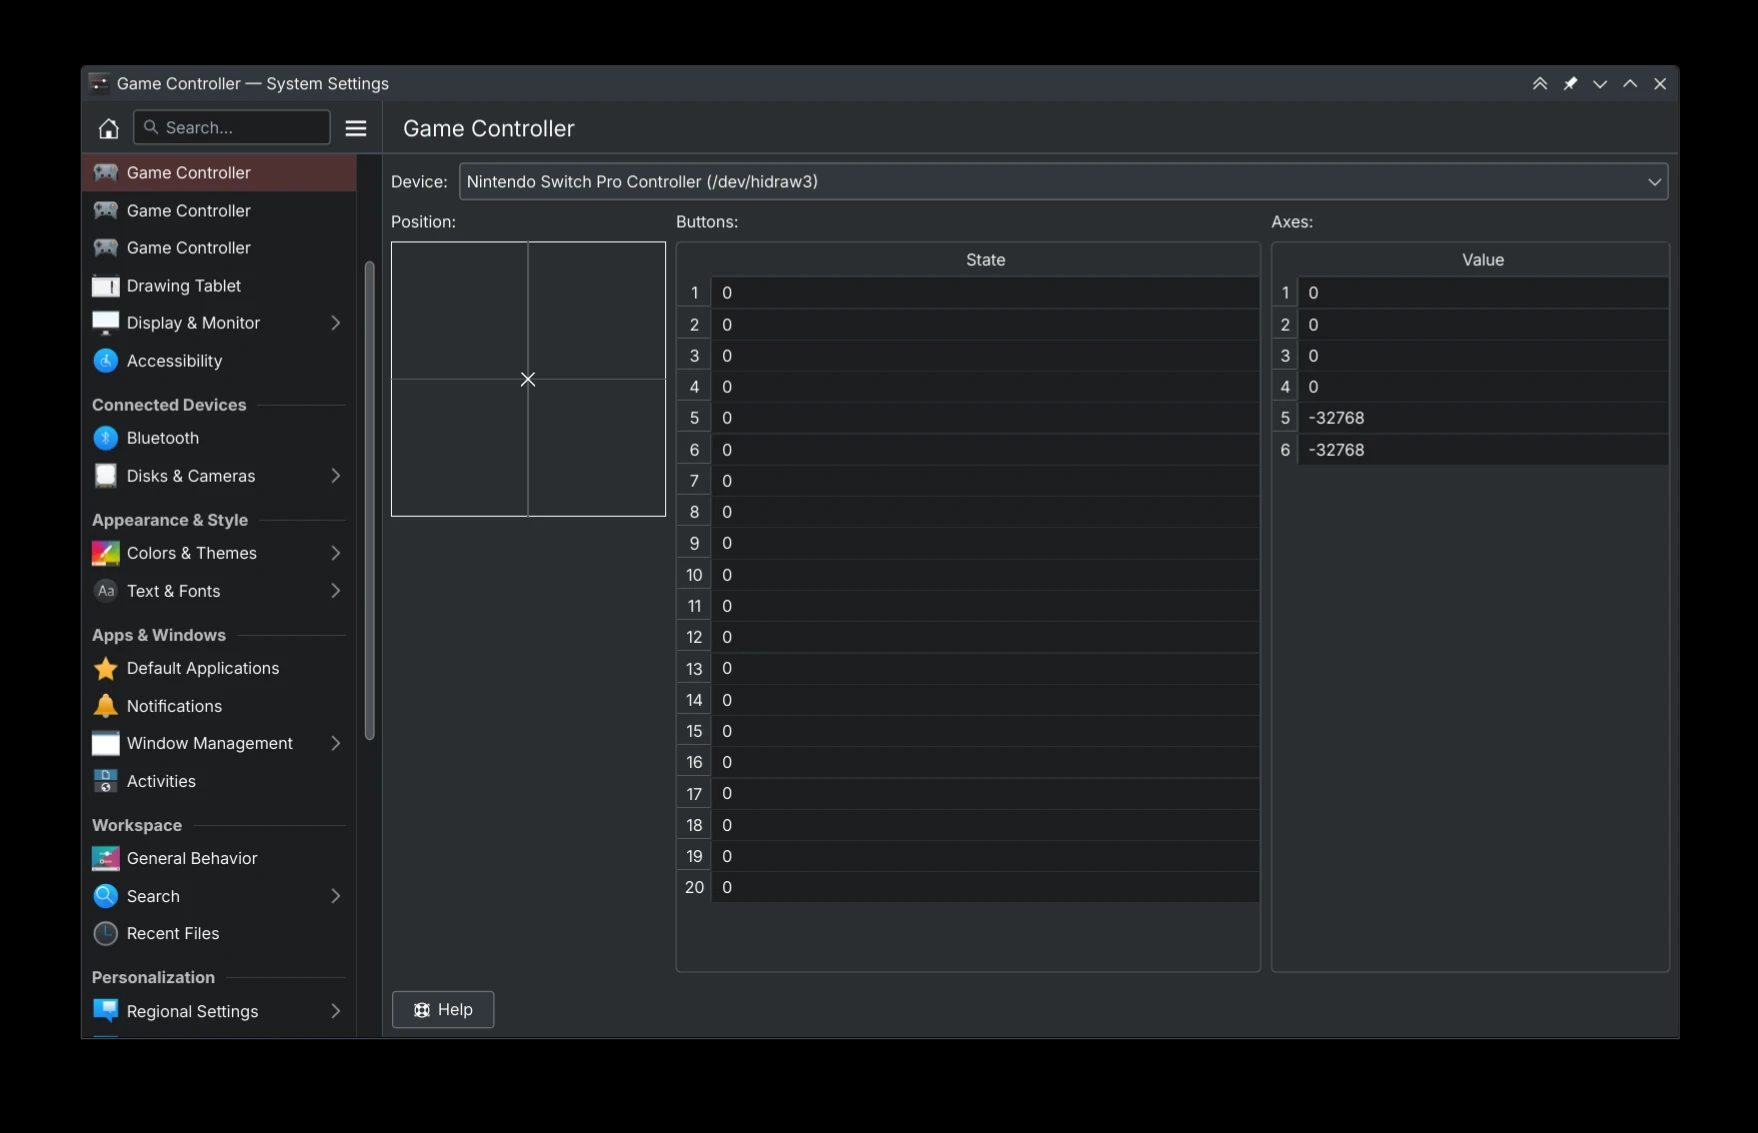 Game Controller — System Settings
Search...
Game Controller
Game Controller
Game Controller
Game Controller
Drawing Tablet
Display & Monitor
Accessibility
Connected Devices
Bluetooth
Disks & Cameras
Appearance & Style
Colors & Themes
Aa Text & Fonts
Apps & Windows
Default Applications
Notifications
Window Management
Activities
Workspace
General Behavior
Search
Recent Files
Personalization
Regional Settings
Device: Nintendo Switch Pro Controller (/dev/hidraw3)
Position:
Buttons:
State
1 0
2 0
3 0
4 0
5 0
6 0
7 0
8 0
9 0
10 0
11 0
12 0
13 0
14 0
15 0
16 0
17 0
18 0
19 0
20 0
Axes:
Value
1 0
2 0
3 0
4 0
5 -32768
6 -32768
Help